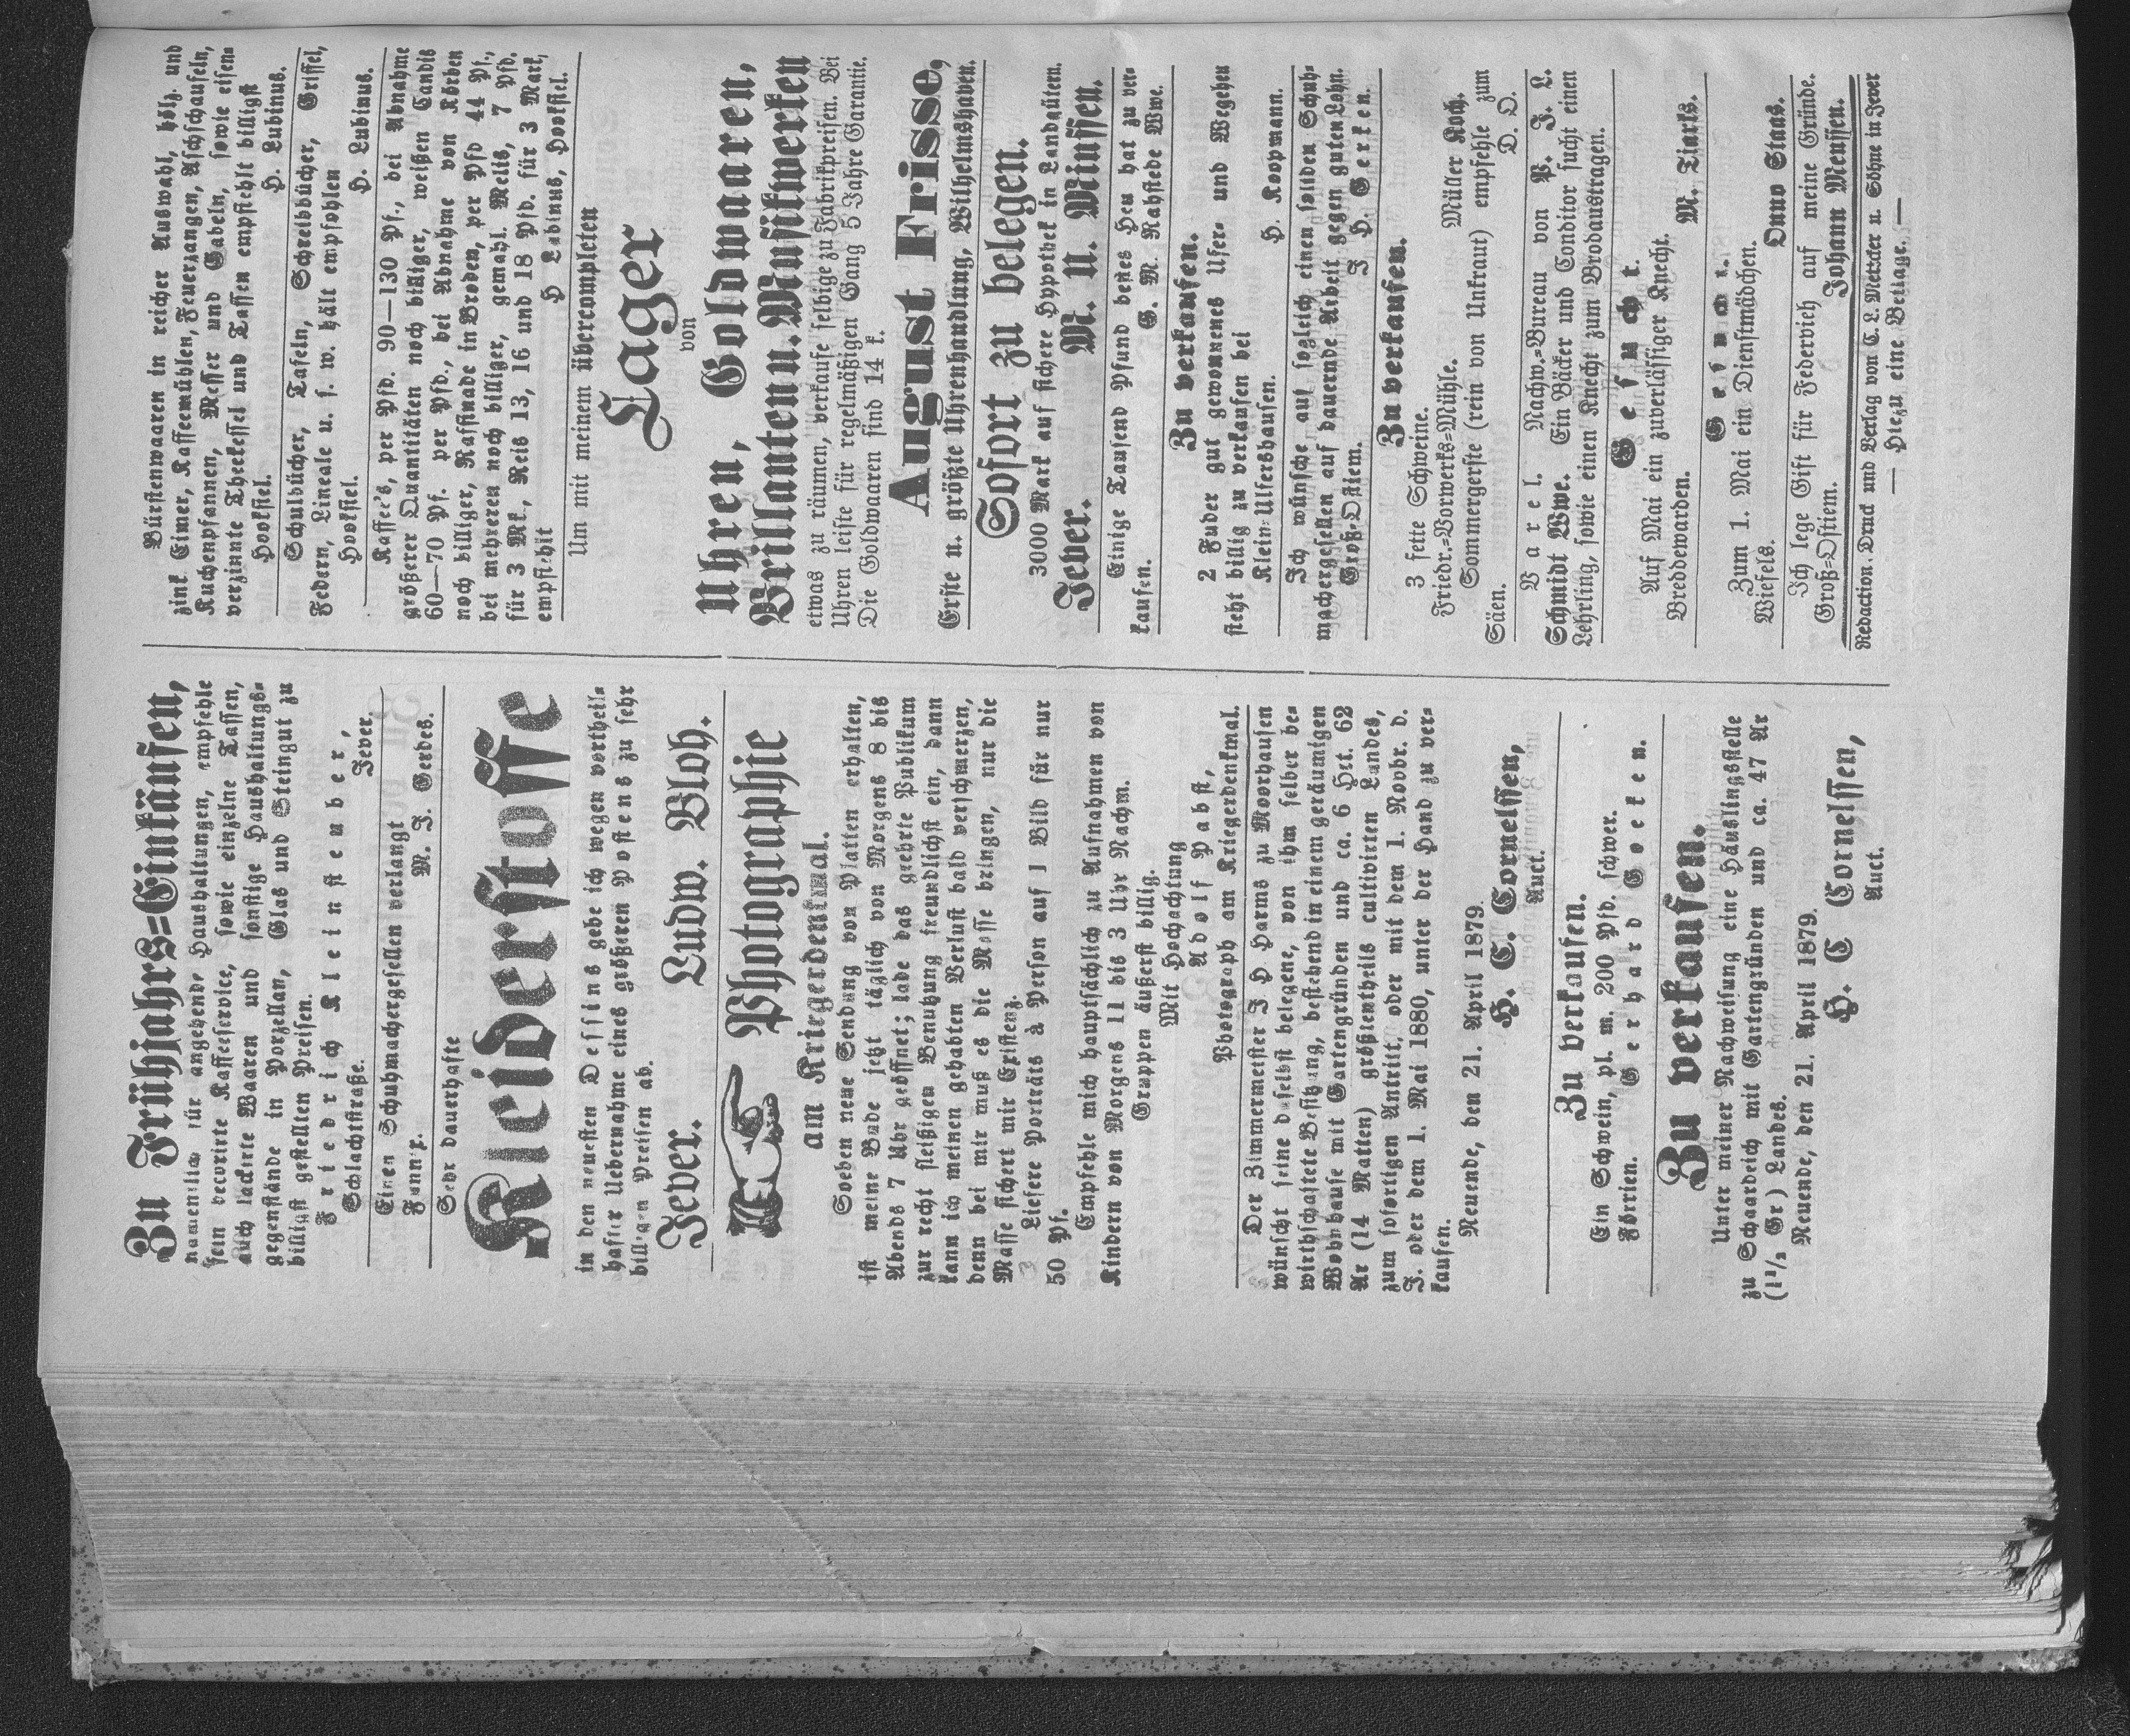 Zu Frühjahrs=Einkäufen,
namentlich für angehende Haushaltungen, empfehle
fein decorirte Kaffeeservice, sowie einzelne Tassen,
auch lackirte Waaren und sonstige Haushaltungs-
gegenstände in Porzellan, Glas und Steingut zu
billigst gestellten Preisen.
Friedrich Kleinsteuber,
Schlachtstraße. Jever.
Einen Schuhmachergesellen verlangt
M. J. Gerdes.
Sehr dauerhafte
Kleiderstoffe
in den neuesten Dessins gebe ich wegen vortheil-
hafter Uebernahme eines größeren Postens zu sehr
billigen Preisen ab.
Jever. Ludw. Bloh.
Photographie
am Kriegerdenkmal.
Soeben neue Sendung von Platten erhalten,
ist meine Bude jetzt täglich von Morgens 8 bis
Abends 7 Uhr geöffnet; lade das geehrte Publikum
zur recht fleißigen Benutzung freundlichst ein, dann
kann ich meinen gehabten Verlust bald verschmerzen,
denn bei mir muß es die Masse bringen, nur die
Masse sichert mir Existenz.
Liefere Porträts à Person auf 1 Bild für nur
50 Pf.
Empfehle mich hauptsächlich zu Aufnahmen von
Kindern von Morgens 11 bis 3 Uhr Nachm.
Gruppen äußerst billig.
Mit Hochachtung
Adolf Pabst,
Photograph am Kriegerdenkmal.
Der Zimmermeister J H Harms zu Moorhausen
wünscht seine daselbst belegene, von ihm selber be-
wirthschaftete Besitzung, bestehend in einem geräumigen
Wohnhause mit Gartengründen und ca. 6 Hct. 62
Ar (14 Matten) größtentheils cultivirten Landes,
zum sofortigen Antritt, oder mit dem 1. Novbr. d.
J. oder dem 1. Mai 1880, unter der Hand zu ver-
kaufen.
Neuende, den 21. April 1879.
H. C. Cornelssen,
Auct.
Zu verkaufen.
Ein Schwein, pl. m. 200 Pfd. schwer.
Förrien. Gerhard Goeken.
Zu verkaufen.
Unter meiner Nachweisung eine Häuslingsstelle
zu Schaardeich mit Gartengründen und ca. 47 Ar
(1½ Gr) Landes.
Neuende, den 21. April 1879.
H. C Cornelssen,
Auct.
Bürstenwaaren in reicher Auswahl, hölz. und
zink Eimer, Kaffeemühlen, Feuerzangen, Aschschaufeln,
Kuchenpfannen, Messer und Gabeln, sowie eisen-
verzinnte Theekessel und Tassen empfiehlt billigst
Hooksiel. H. Lubinus.
Schulbücher, Tafeln, Schreibbücher, Griffel,
Federn, Lineale u. s. w. hält empfohlen
Hooksiel. H. Lubinus.
Kaffee's, per Pfd. 90—130 Pf., bei Abnahme
größerer Quantitäten noch billiger, weißen Candis
60—70 Pf. per Pfd., bei Abnahme von Körben
noch billiger, Raffinade in Broden, per Pfd 44 Pf.,
bei mehreren noch billiger, gemahl. Melis, 7 Pfd.
für 3 Mk., Reis 13, 16 und 18 Pfd. für 3 Mark,
empfiehlt H Lubinus, Hooksiel.
Um mit meinem übercompleten
Lager
von
Uhren, Goldwaaren,
Brillanten u. Musikwerken
etwas zu räumen, verkaufe selbige zu Fabrikpreisen. Bei
Uhren leiste für regelmäßigen Gang 5 Jahre Garantie.
Die Goldwaaren sind 14 k.
August Frisse,
Erste u. größte Uhrenhandlung, Wilhelmshaven.
Sofort zu belegen.
3000 Mark auf sichere Hypothek in Landgütern.
Jever. M. u. Minssen.
Einige Tausend Pfund bestes Heu hat zu ver-
kaufen. G. M. Rahstede Wwe.
Zu verkaufen.
2 Fuder gut gewonnenes Ufer- und Wegeheu
steht billig zu verkaufen bei
Klein-Ulfershausen. H. Koopmann.
Ich wünsche auf sogleich einen soliden Schuh-
machergesellen auf dauernde Arbeit gegen guten Lohn.
Groß-Ostiem. J. H. Gerken.
Zu verkaufen.
3 fette Schweine.
Friedr.=Vorwerks=Mühle. Müller Koch.
Sommergerste (rein von Unkraut) empfehle zum
Säen. D. O.
Varel. Nachw.=Bureau von P. J. L.
Schmidt Wwe. Ein Bäcker und Conditor sucht einen
Lehrling, sowie einen Knecht zum Brodaustragen.
Gesucht.
Auf Mai ein zuverlässiger Knecht.
Breddewarden. M. Tiarks.
Gesucht.
Zum 1. Mai ein Dienstmädchen.
Wiefels. Onno Staas.
Ich lege Gift für Federvieh auf meine Gründe.
Groß=Ostiem. Johann Menssen.
Redaction, Druck und Verlag von C. L. Mettcker u. Söhne in Jever
— Hiezu eine Beilage. —